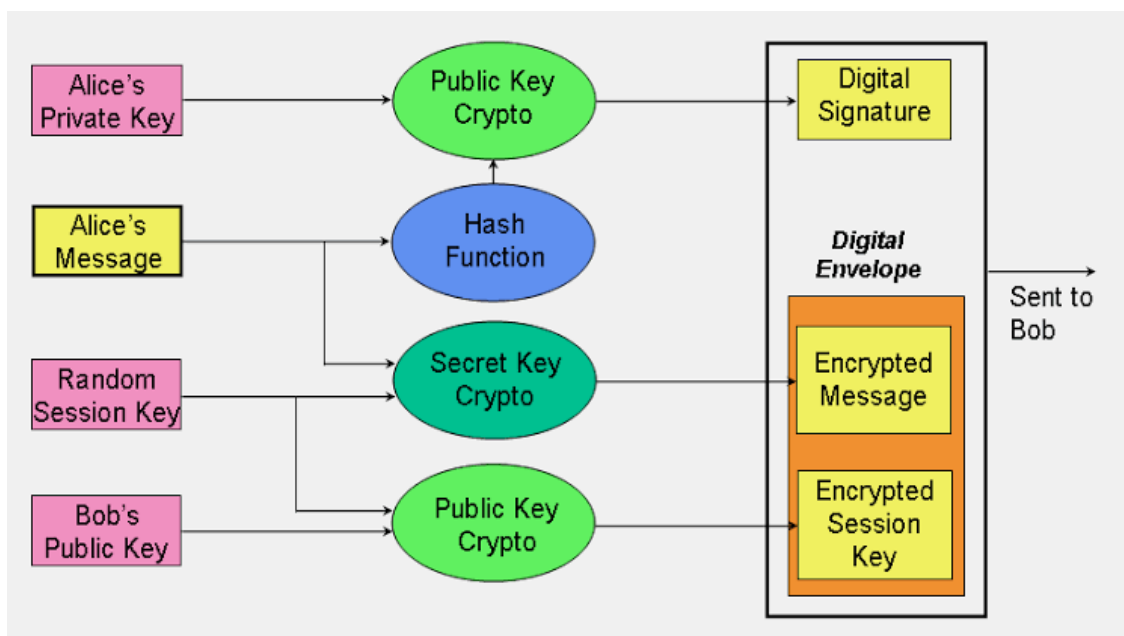 Alice's
Private Key
Public Key
Crypto
Digital
Signature
Alice's
Message
Hash
Function
Digital
Envelope
Sent to
Bob
Random
Session Key
Secret Key
Crypto
Encrypted
Message
Bob's
Public Key
Public Key
Crypto
Encrypted
Session
Key